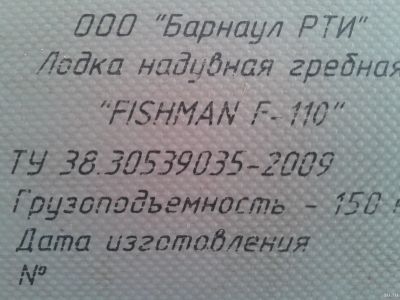 ООО "Барнаул РТИ"
Лодка надувная гребная
"FISHMAN F-110"
ТУ 38.30539035-2009
Грузоподъемность - 150
Дата изготовления
№